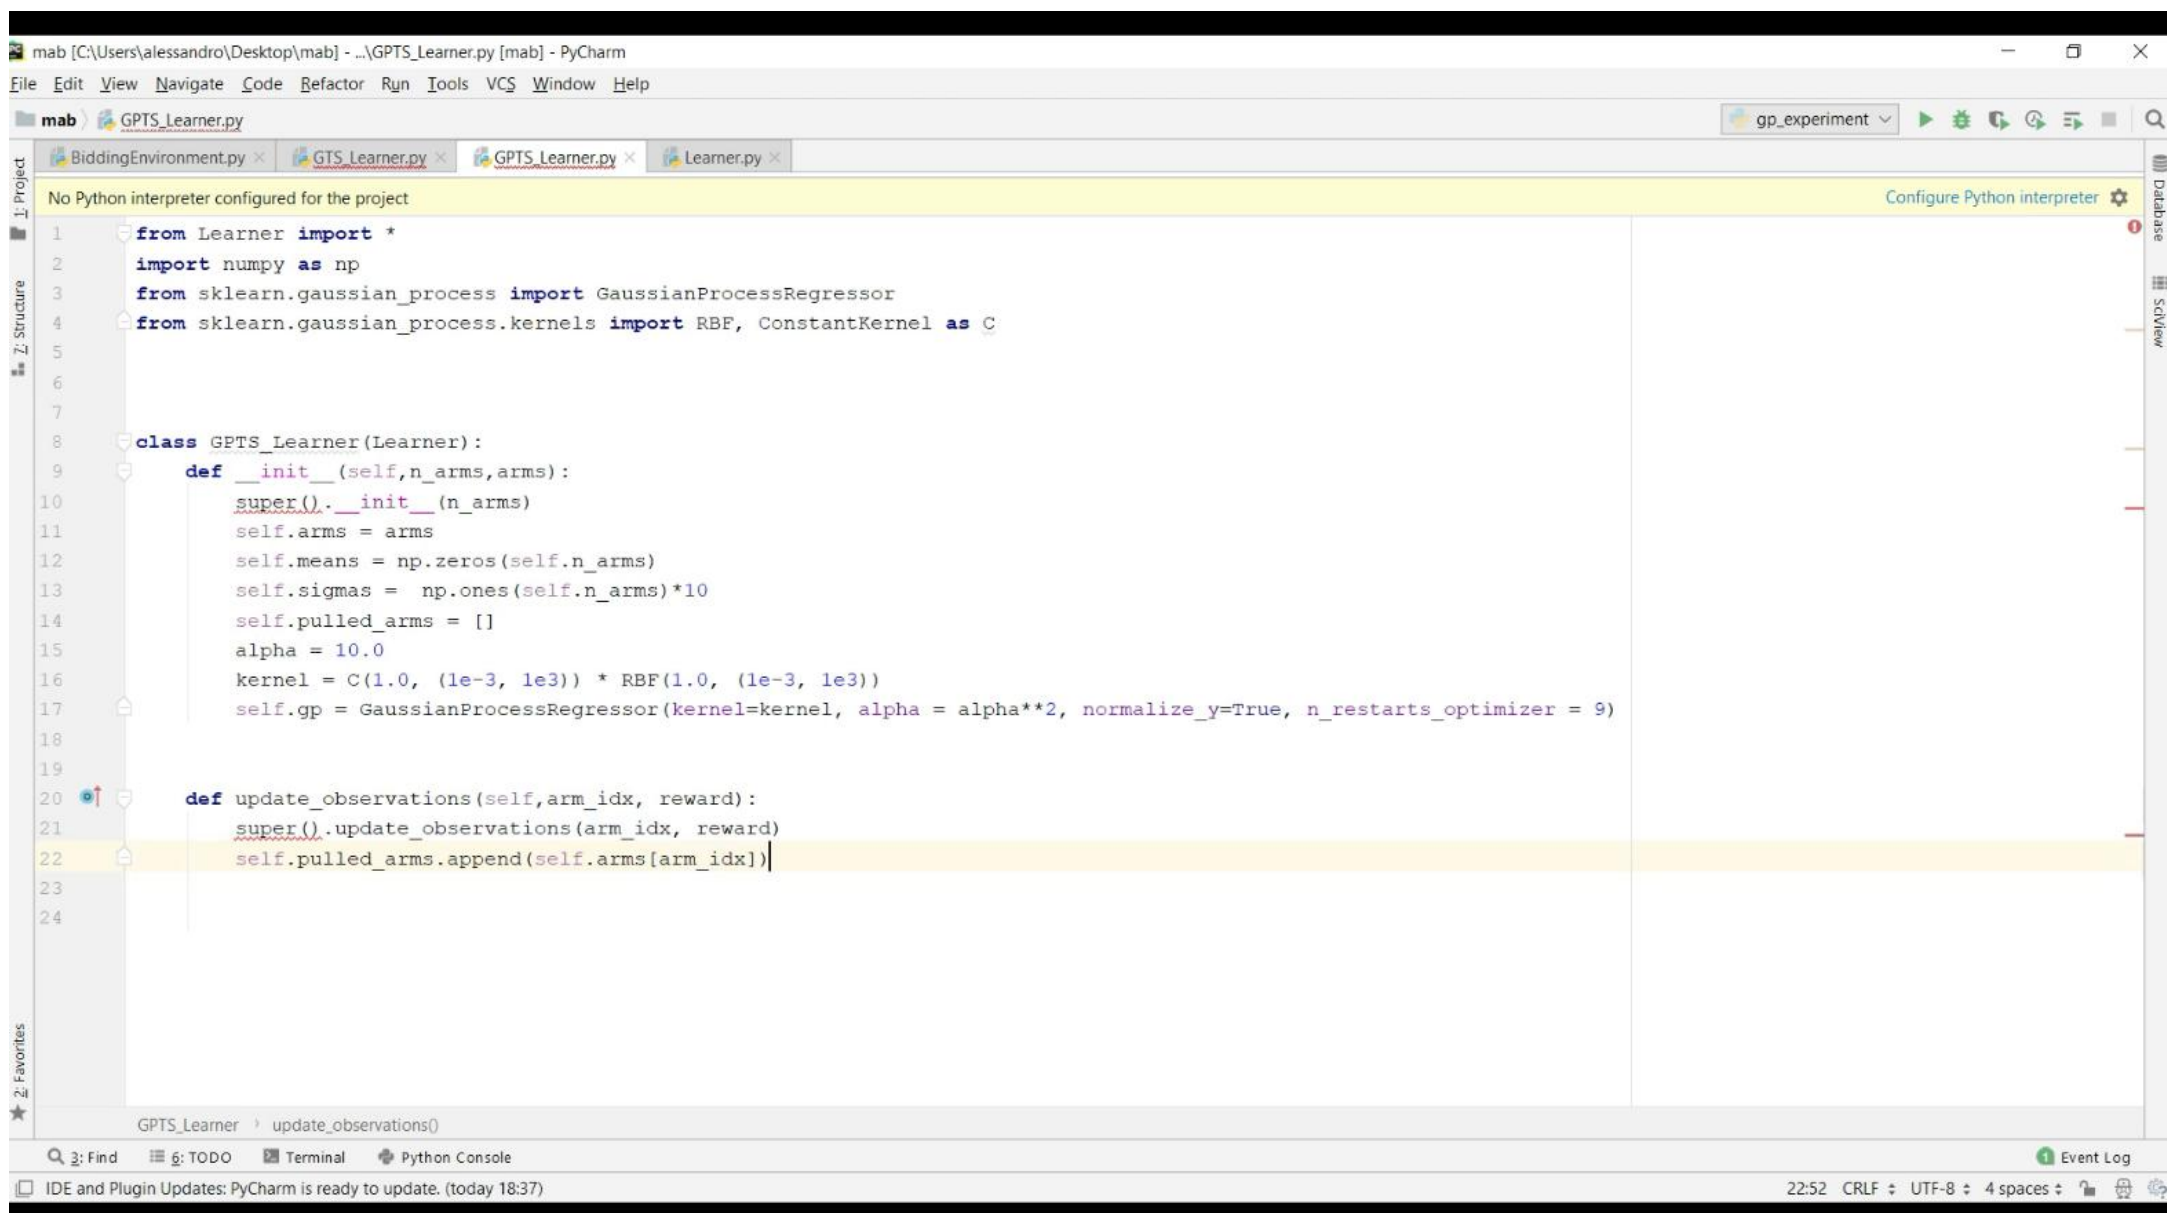 mab [C:\Users\alessandro\Desktop\mab] - ...\GPTS_Learner.py [mab] - PyCharm
File Edit View Navigate Code Refactor Run Tools VCS Window Help
mab GPTS_Learner.py gp_experiment
BiddingEnvironment.py GTS_Learner.py GPTS_Learner.py Learner.py
1: Project
7: Structure
2: Favorites
Database
SciView
No Python interpreter configured for the project Configure Python interpreter
1 from Learner import *
2 import numpy as np
3 from sklearn.gaussian_process import GaussianProcessRegressor
4 from sklearn.gaussian_process.kernels import RBF, ConstantKernel as C
5
6
7
8 class GPTS_Learner(Learner):
9     def __init__(self,n_arms,arms):
10         super().__init__(n_arms)
11         self.arms = arms
12         self.means = np.zeros(self.n_arms)
13         self.sigmas =  np.ones(self.n_arms)*10
14         self.pulled_arms = []
15         alpha = 10.0
16         kernel = C(1.0, (1e-3, 1e3)) * RBF(1.0, (1e-3, 1e3))
17         self.gp = GaussianProcessRegressor(kernel=kernel, alpha = alpha**2, normalize_y=True, n_restarts_optimizer = 9)
18
19
20     def update_observations(self,arm_idx, reward):
21         super().update_observations(arm_idx, reward)
22         self.pulled_arms.append(self.arms[arm_idx])
23
24
GPTS_Learner › update_observations()
3: Find 6: TODO Terminal Python Console 1 Event Log
IDE and Plugin Updates: PyCharm is ready to update. (today 18:37) 22:52 CRLF UTF-8 4 spaces